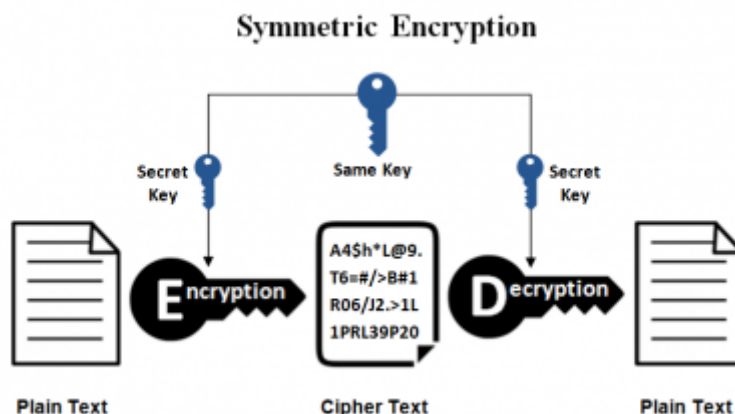 Symmetric Encryption
Secret
Key
Same Key
Secret
Key
A4$h*L@9.
T6=#/>B#1
R06/J2.>1L
1PRL39P20
Encryption
Decryption
Plain Text
Cipher Text
Plain Text